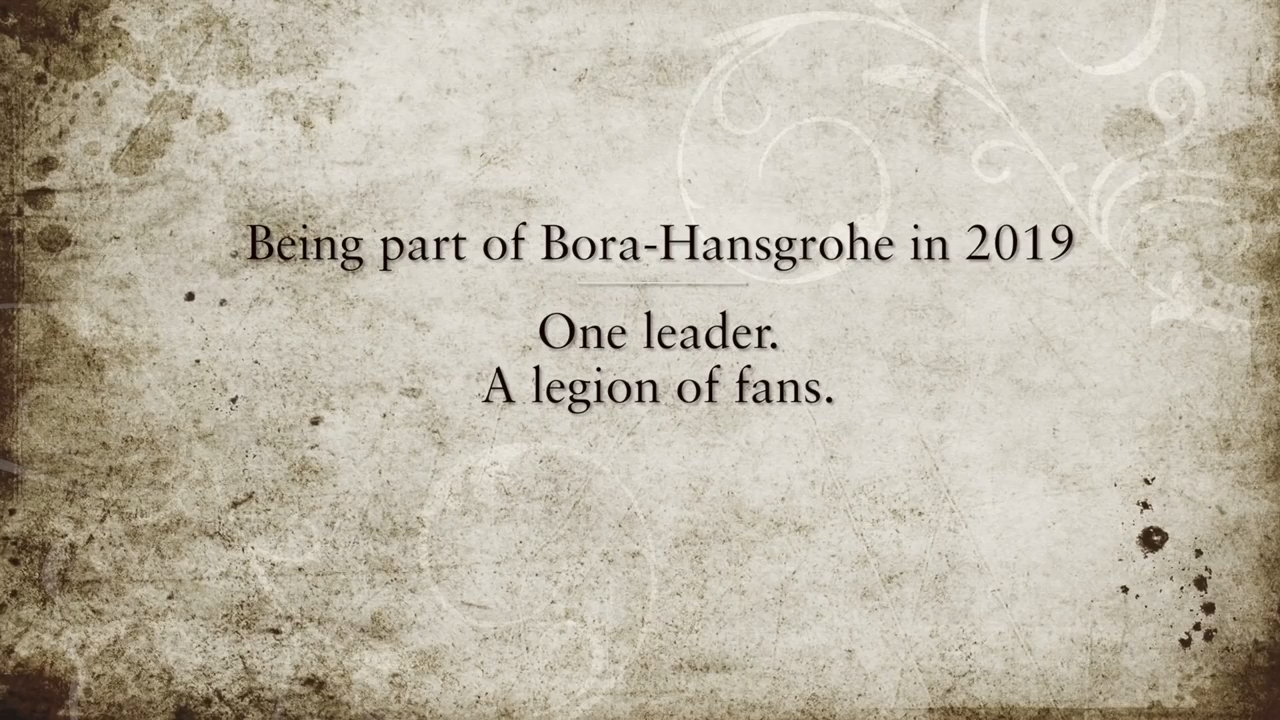 Being part of Bora-Hansgrohe in 2019
One leader.
A legion of fans.